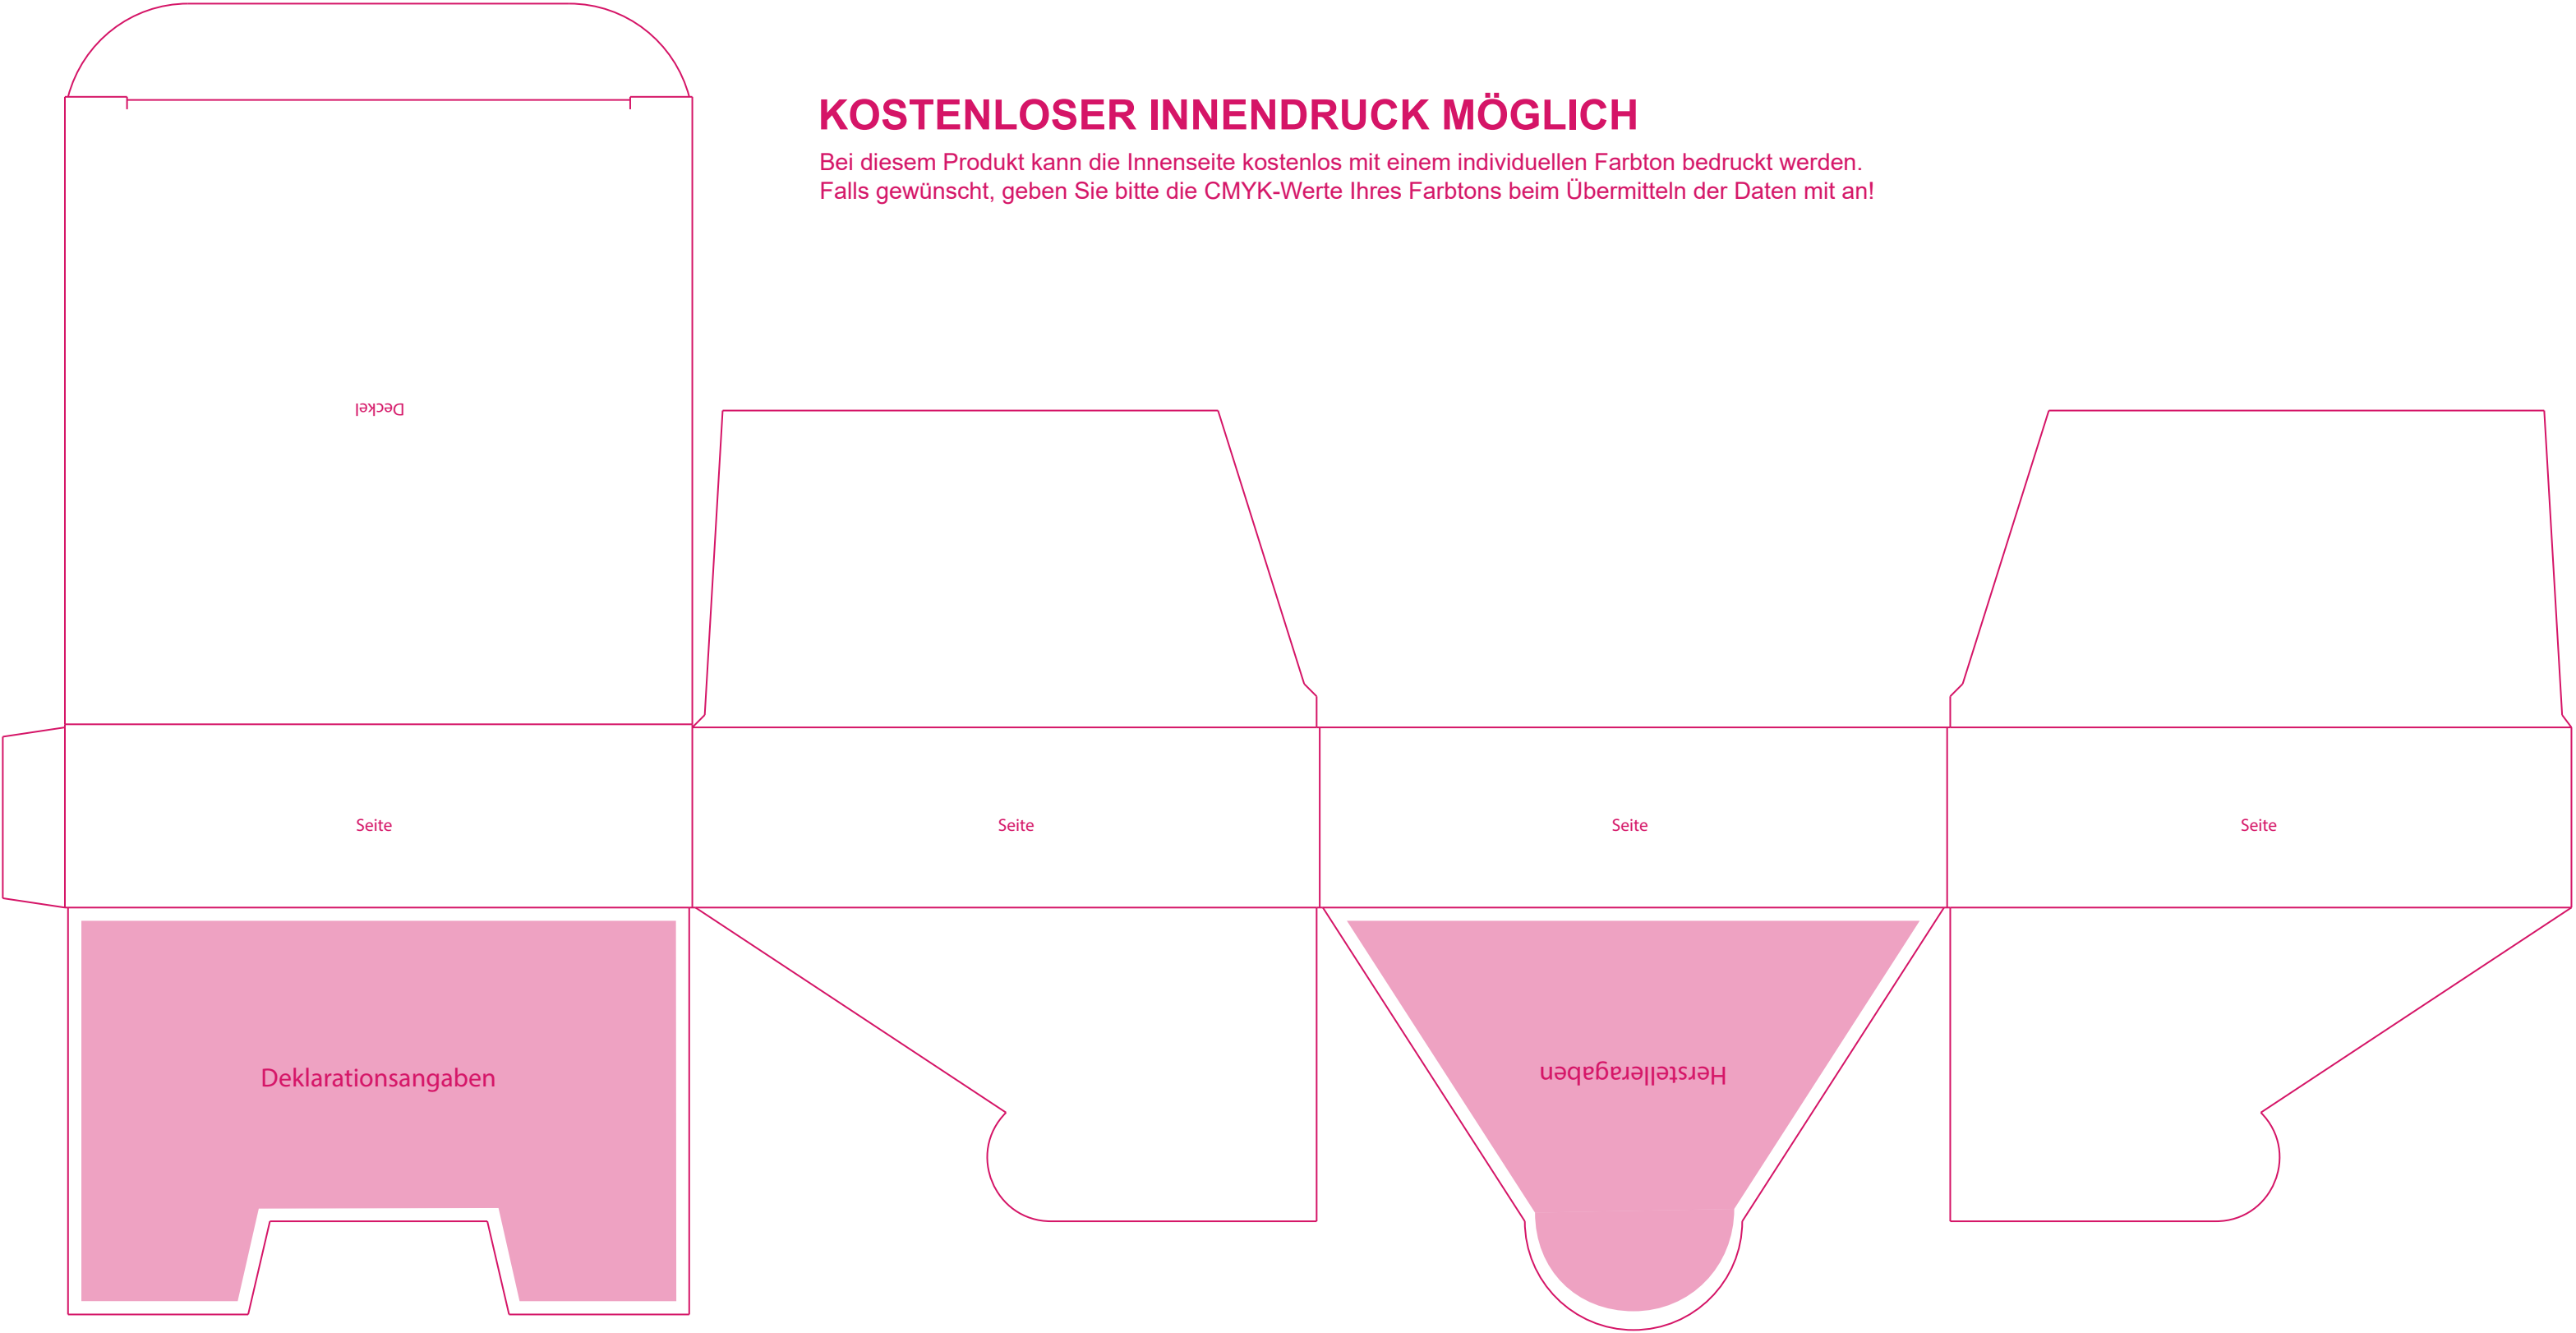 KOSTENLOSER INNENDRUCK MÖGLICH
Bei diesem Produkt kann die Innenseite kostenlos mit einem individuellen Farbton bedruckt werden.
Falls gewünscht, geben Sie bitte die CMYK-Werte Ihres Farbtons beim Übermitteln der Daten mit an!
Deckel
Seite
Seite
Seite
Seite
Deklarationsangaben
Herstelleragaben